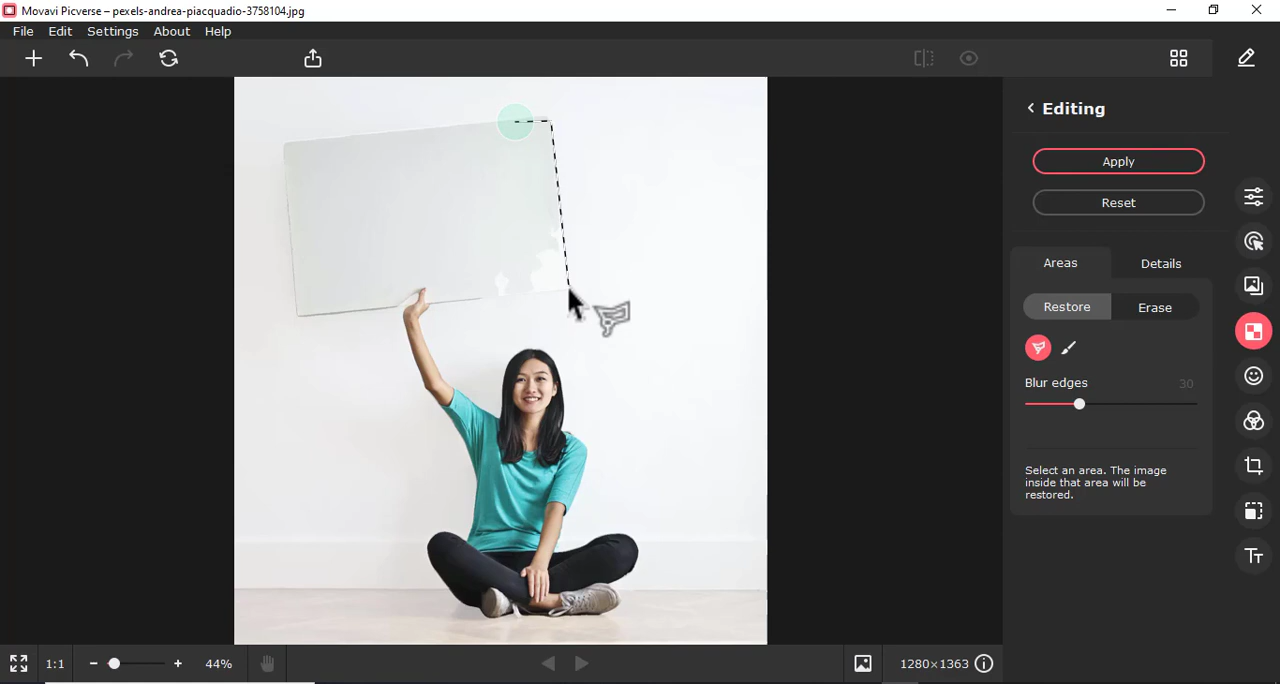 Movavi Picverse – pexels-andrea-piacquadio-3758104.jpg
File Edit Settings About Help
Editing
Apply
Reset
Areas Details
Restore Erase
Blur edges 30
Select an area. The image
inside that area will be
restored.
1:1 44% 1280×1363